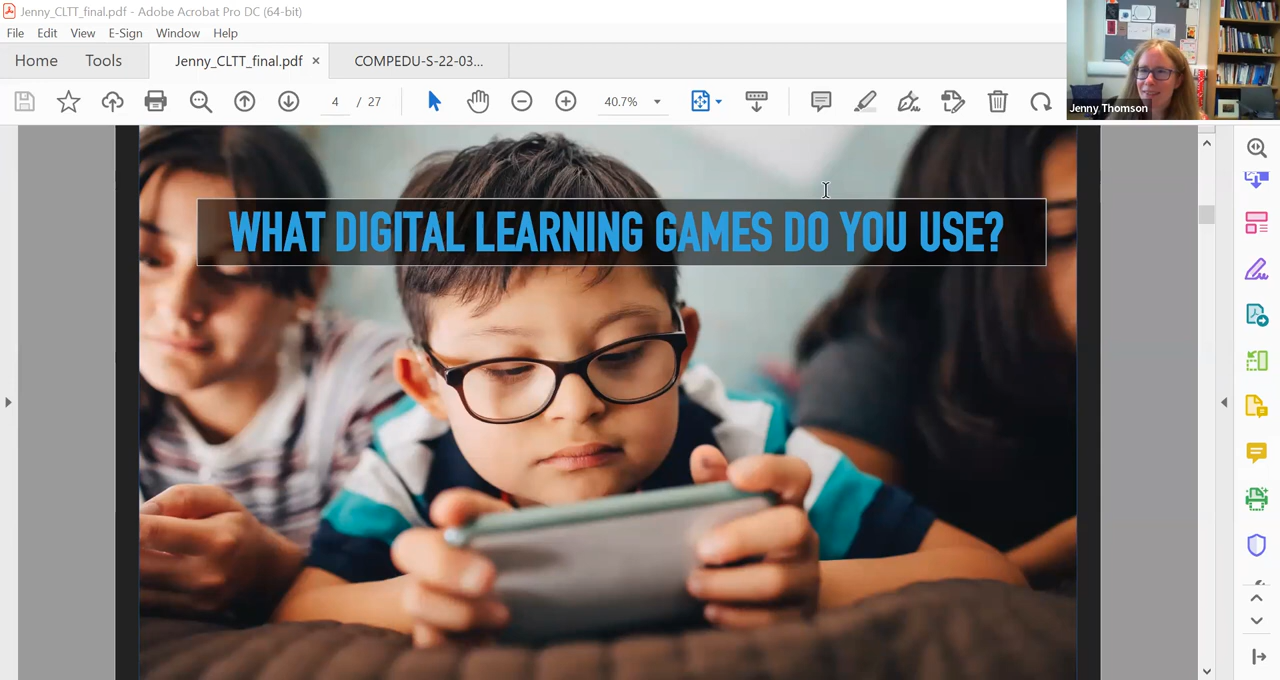 Jenny_CLTT_final.pdf - Adobe Acrobat Pro DC (64-bit)
File Edit View E-Sign Window Help
Home Tools Jenny_CLTT_final.pdf × COMPEDU-S-22-03...
4 / 27 40.7%
Jenny Thomson
WHAT DIGITAL LEARNING GAMES DO YOU USE?